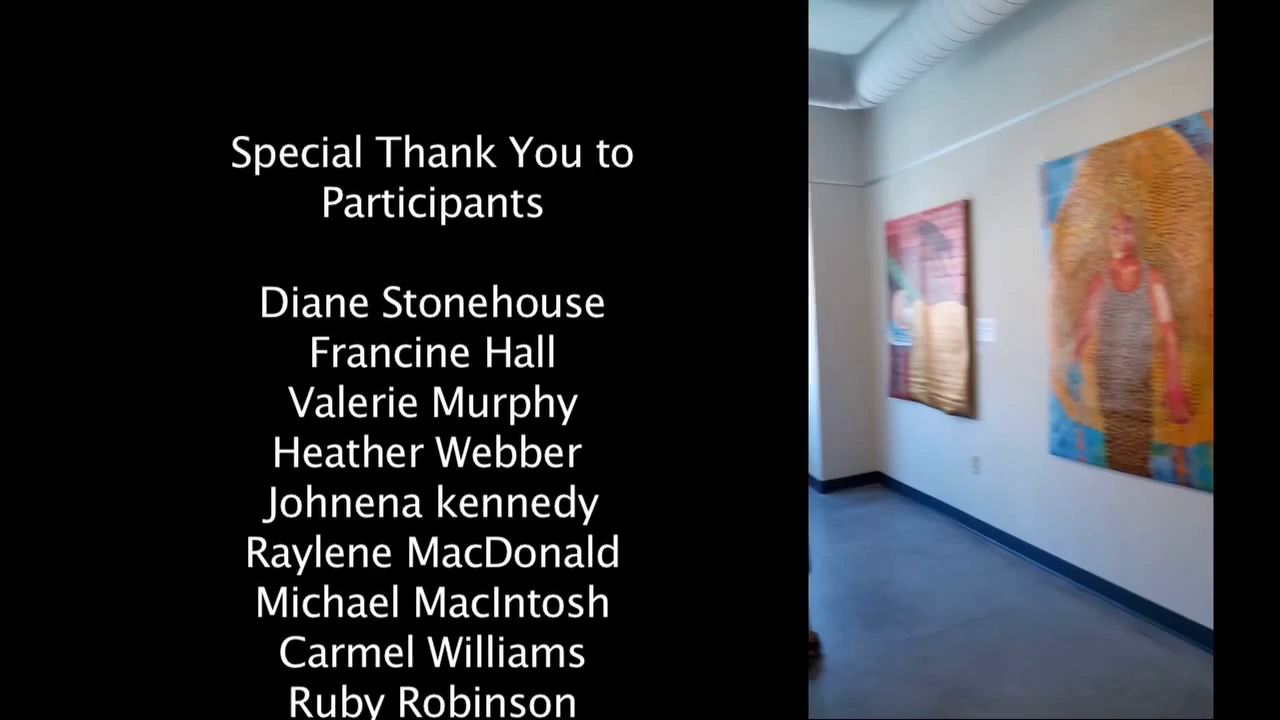 Special Thank You to
Participants
Diane Stonehouse
Francine Hall
Valerie Murphy
Heather Webber
Johnena kennedy
Raylene MacDonald
Michael MacIntosh
Carmel Williams
Ruby Robinson